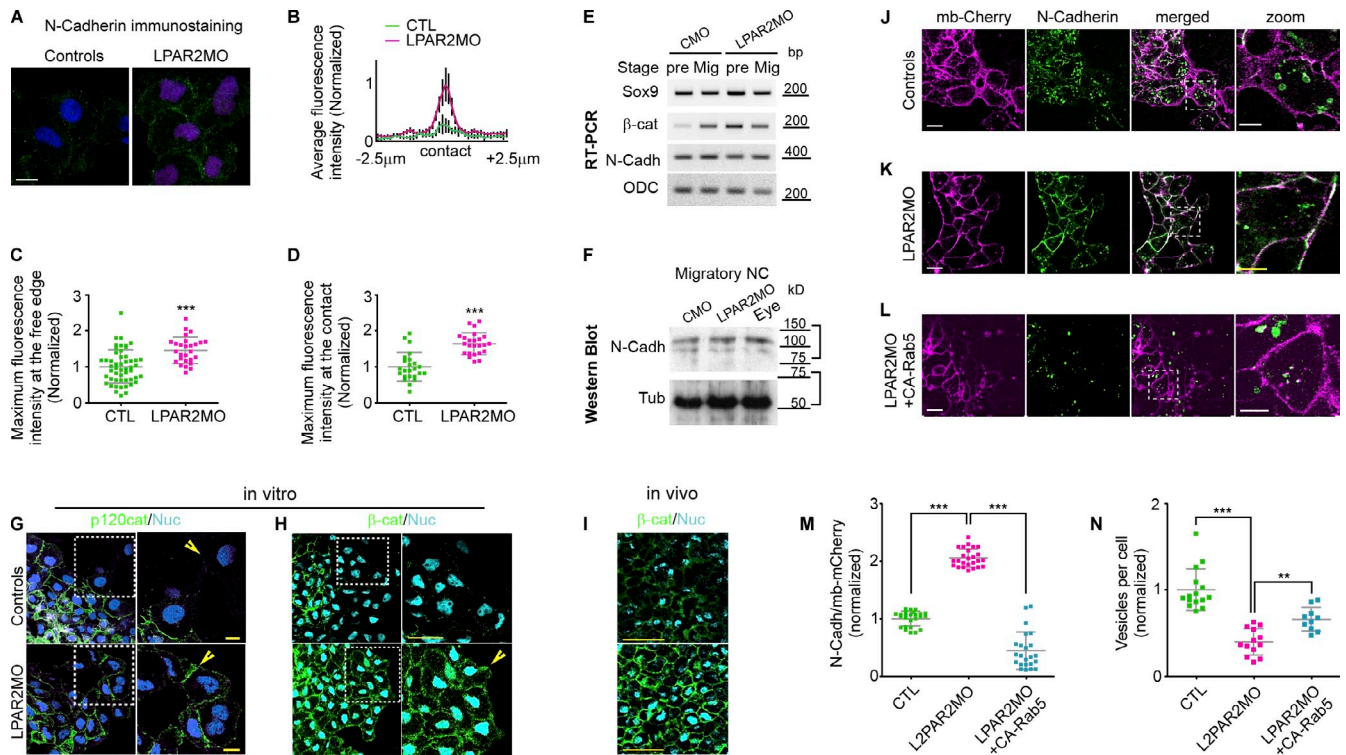 A
N-Cadherin immunostaining
Controls
LPAR2MO
B
CTL
LPAR2MO
Average fluorescence
intensity (Normalized)
1
0
contact
-2.5µm
+2.5µm
C
Maximum fluorescence
intensity at the free edge
(Normalized)
3
2
1
0
***
CTL
LPAR2MO
D
Maximum fluorescence
intensity at the contact
(Normalized)
3
2
1
0
***
CTL
LPAR2MO
E
CMO
LPAR2MO
bp
Stage
pre
Mig
pre
Mig
RT-PCR
Sox9
200
β-cat
200
N-Cadh
400
ODC
200
F
Migratory NC
CMO
LPAR2MO
Eye
kD
Western Blot
N-Cadh
150
100
75
Tub
75
50
in vitro
G
p120cat/Nuc
Controls
LPAR2MO
H
β-cat/Nuc
in vivo
I
β-cat/Nuc
J
mb-Cherry
N-Cadherin
merged
zoom
Controls
K
LPAR2MO
L
LPAR2MO
+CA-Rab5
M
N-Cadh/mb-mCherry
(normalized)
3
2
1
0
***
***
CTL
L2PAR2MO
LPAR2MO
+CA-Rab5
N
Vesicles per cell
(normalized)
2
1
0
***
**
CTL
L2PAR2MO
LPAR2MO
+CA-Rab5